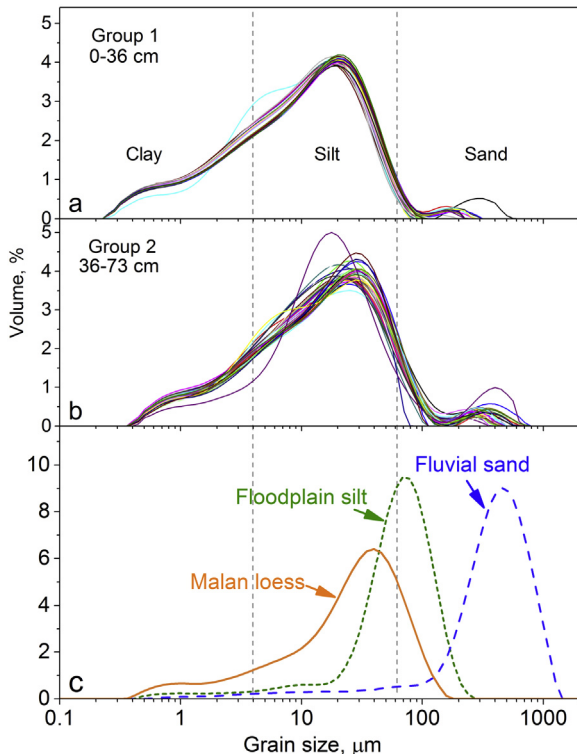 5
4
3
2
1
0
Group 1
0-36 cm
Clay
Silt
Sand
a
5
4
3
2
1
0
Group 2
36-73 cm
b
Volume, %
10
8
6
4
2
0
Floodplain silt
Fluvial sand
Malan loess
c
0.1
1
10
100
1000
Grain size, μm